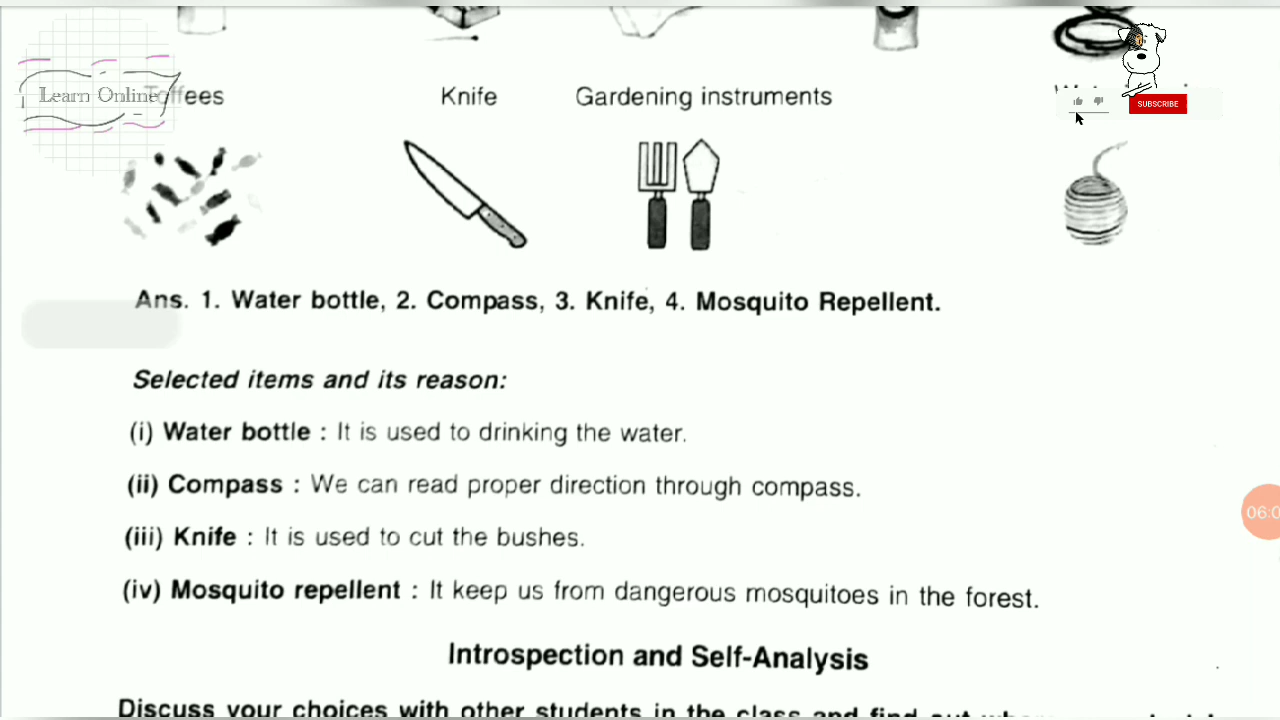 Learn Online
Toffees Knife Gardening instruments
SUBSCRIBE
Ans. 1. Water bottle, 2. Compass, 3. Knife, 4. Mosquito Repellent.
Selected items and its reason:
(i) Water bottle : It is used to drinking the water.
(ii) Compass : We can read proper direction through compass.
(iii) Knife : It is used to cut the bushes.
06:0
(iv) Mosquito repellent : It keep us from dangerous mosquitoes in the forest.
Introspection and Self-Analysis
Discuss your choices with other students in the class and find out